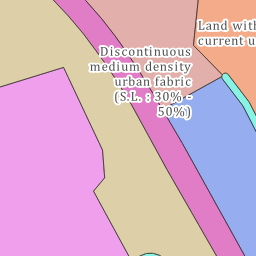 Discontinuous
medium density
urban fabric
(S.L. : 30% -
50%)
Land with
current u